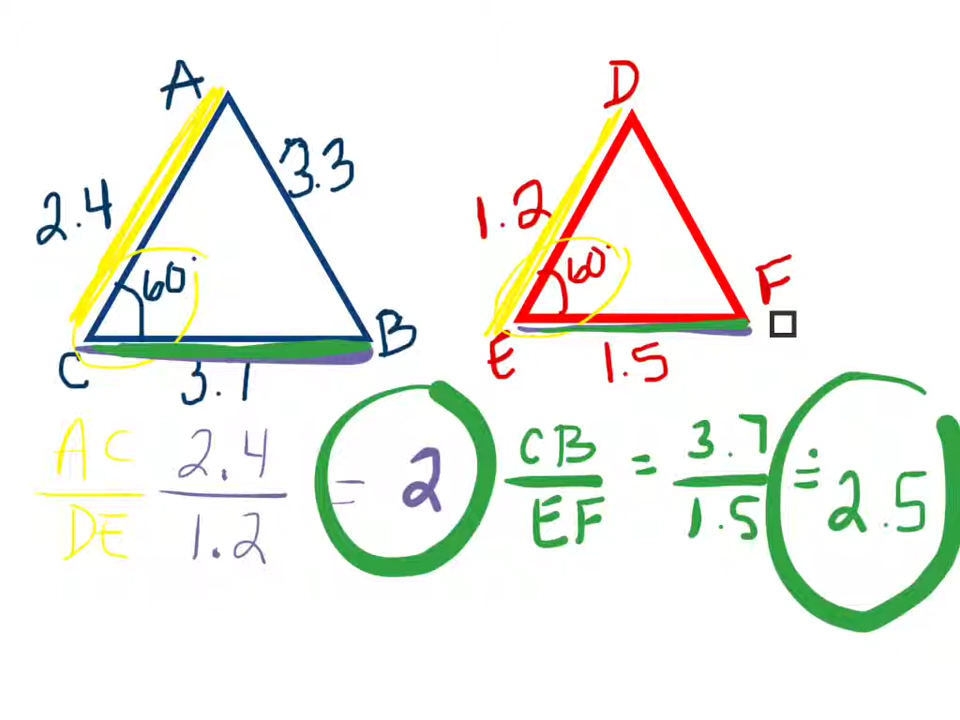 A
D
2.4
3.3
1.2
60°
60°
F
C
B
E
3.7
1.5
AC
DE
2.4
1.2
= 2
CB
EF
=
3.7
1.5
≐ 2.5